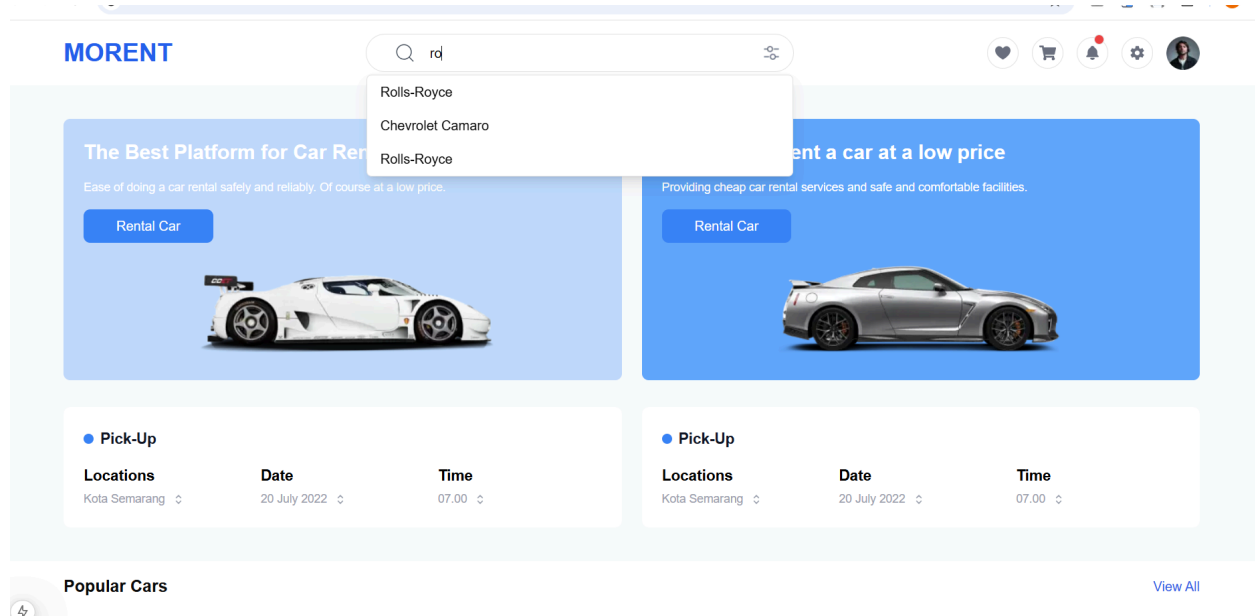 MORENT
ro
Rolls-Royce
Chevrolet Camaro
Rolls-Royce
The Best Platform for Car Ren
Ease of doing a car rental safely and reliably. Of course at a low price.
Rental Car
ent a car at a low price
Providing cheap car rental services and safe and comfortable facilities.
Rental Car
Pick-Up
Locations Date Time
Kota Semarang 20 July 2022 07.00
Pick-Up
Locations Date Time
Kota Semarang 20 July 2022 07.00
Popular Cars
View All